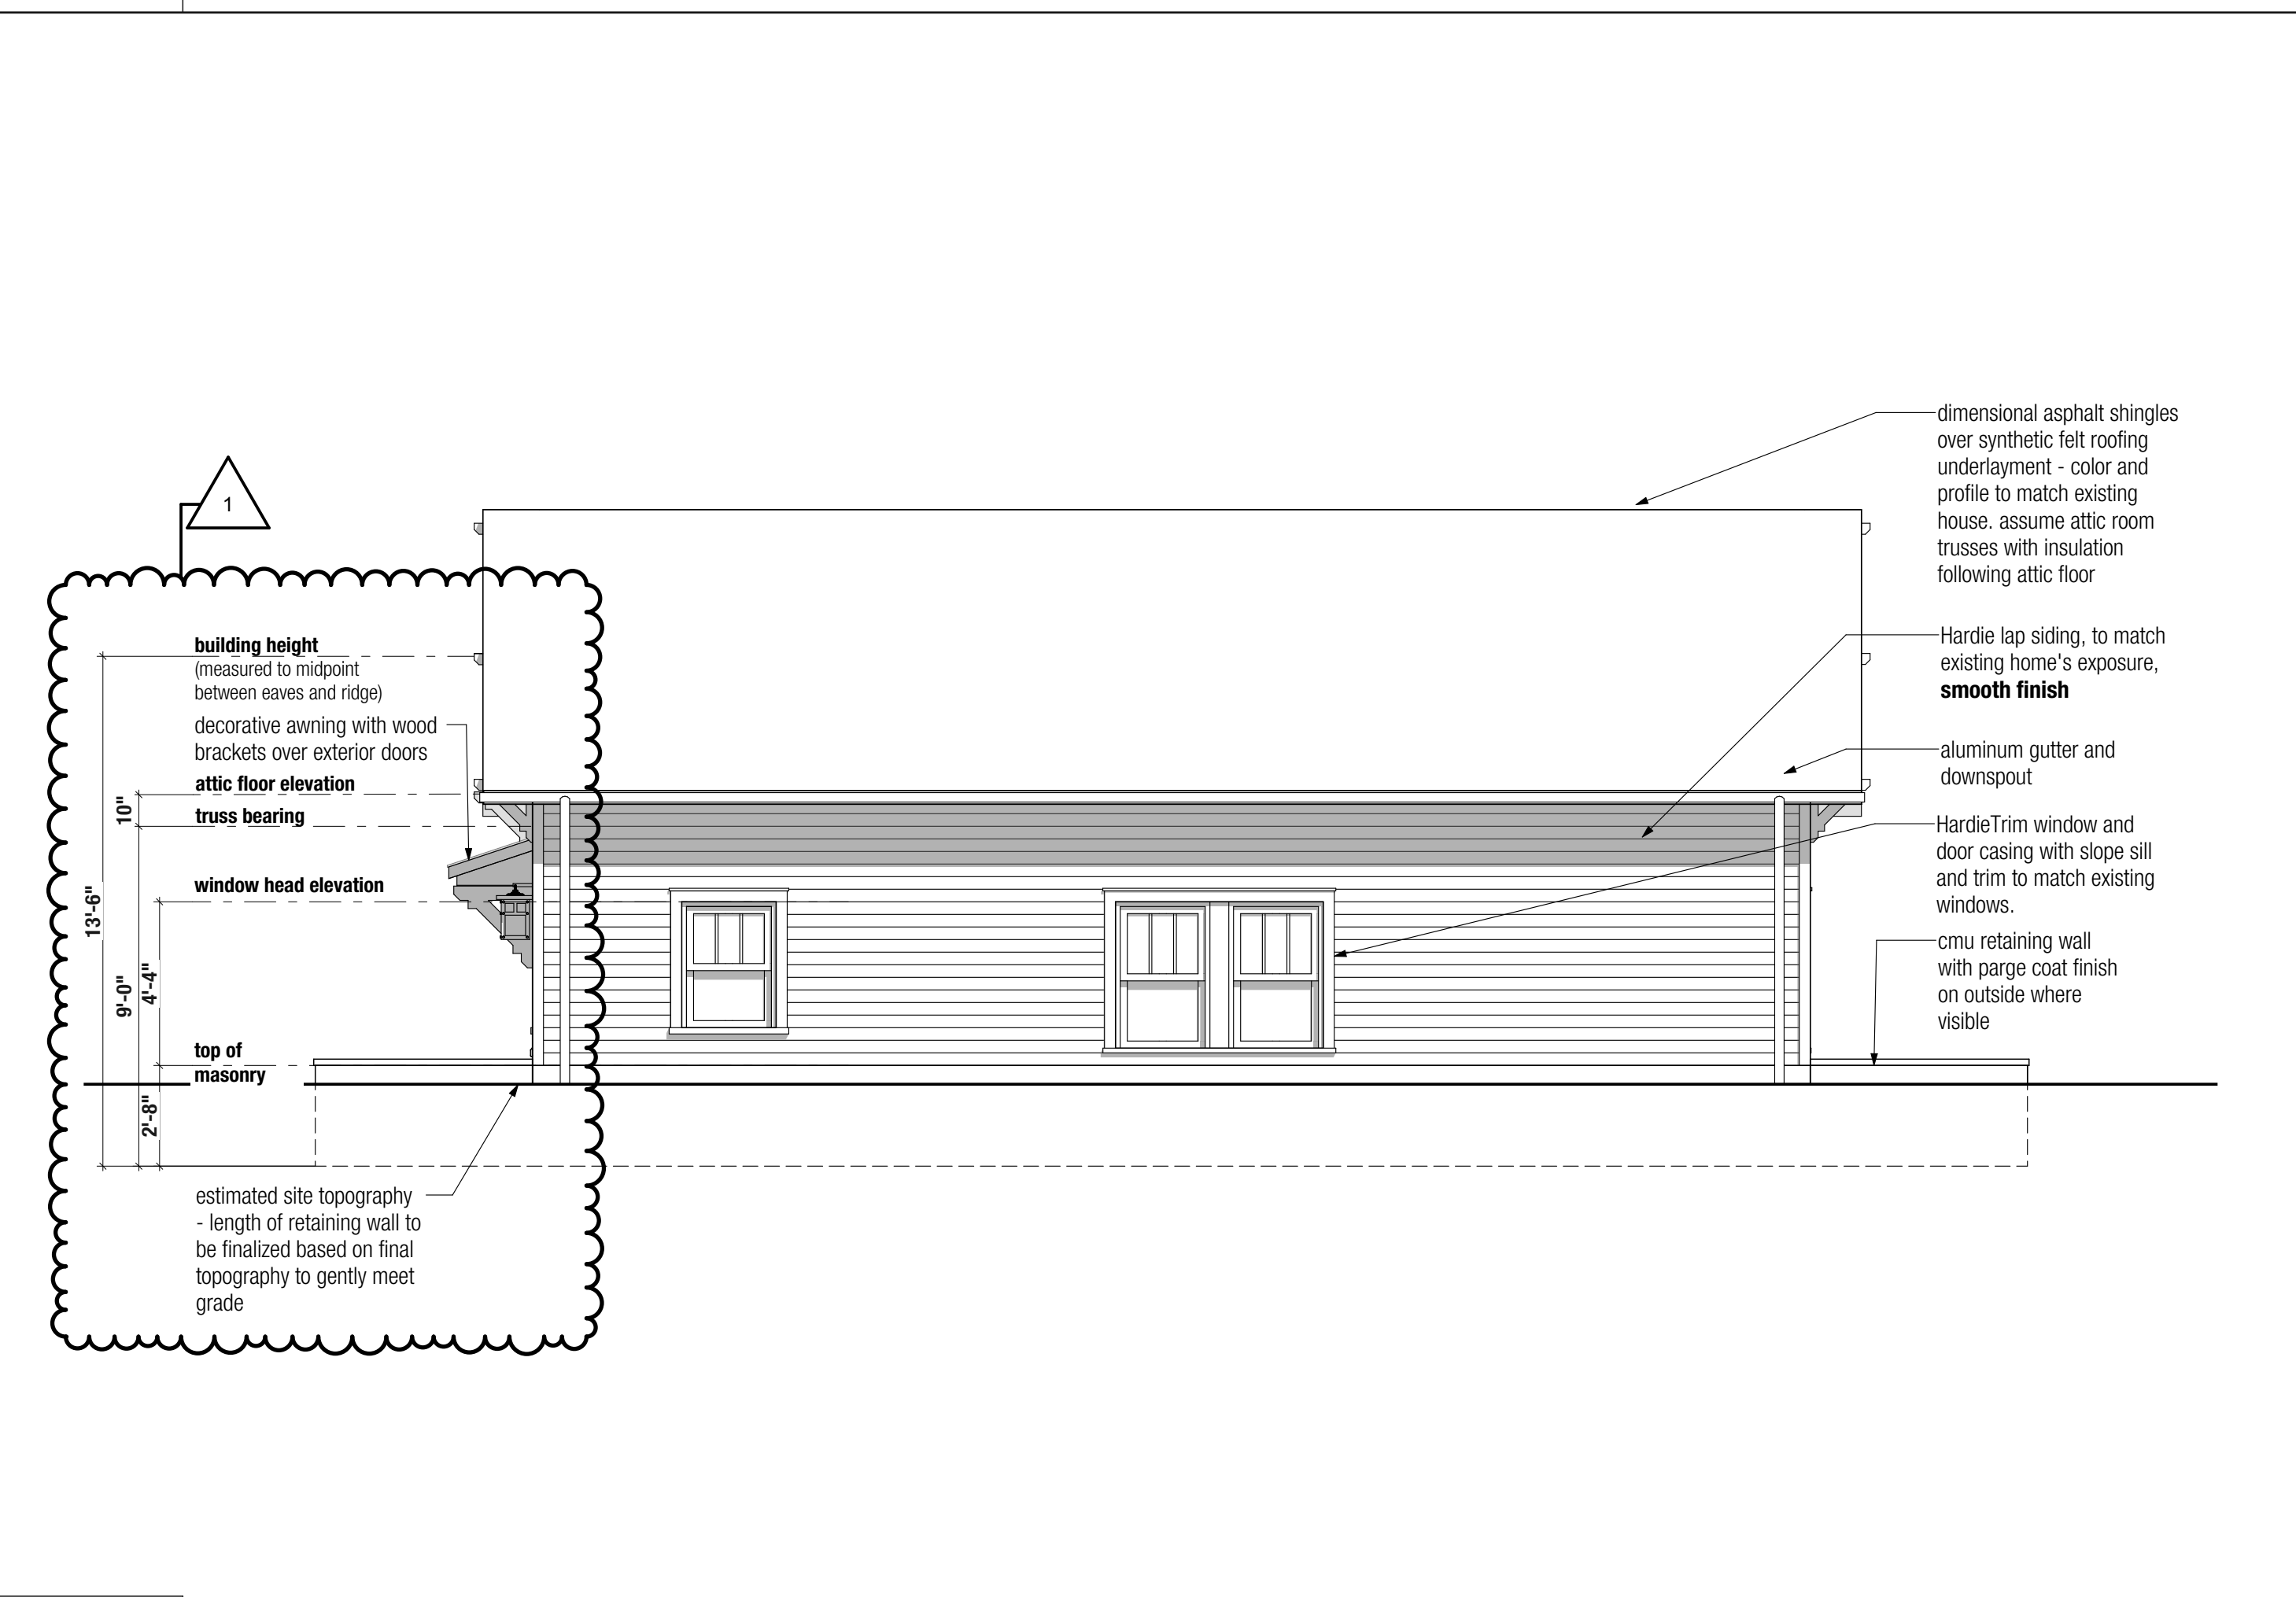 1
building height
(measured to midpoint
between eaves and ridge)
decorative awning with wood
brackets over exterior doors
attic floor elevation
truss bearing
window head elevation
top of
masonry
13'-6"
10"
9'-0"
4'-4"
2'-8"
estimated site topography
- length of retaining wall to
be finalized based on final
topography to gently meet
grade
dimensional asphalt shingles
over synthetic felt roofing
underlayment - color and
profile to match existing
house. assume attic room
trusses with insulation
following attic floor
Hardie lap siding, to match
existing home's exposure,
smooth finish
aluminum gutter and
downspout
HardieTrim window and
door casing with slope sill
and trim to match existing
windows.
cmu retaining wall
with parge coat finish
on outside where
visible